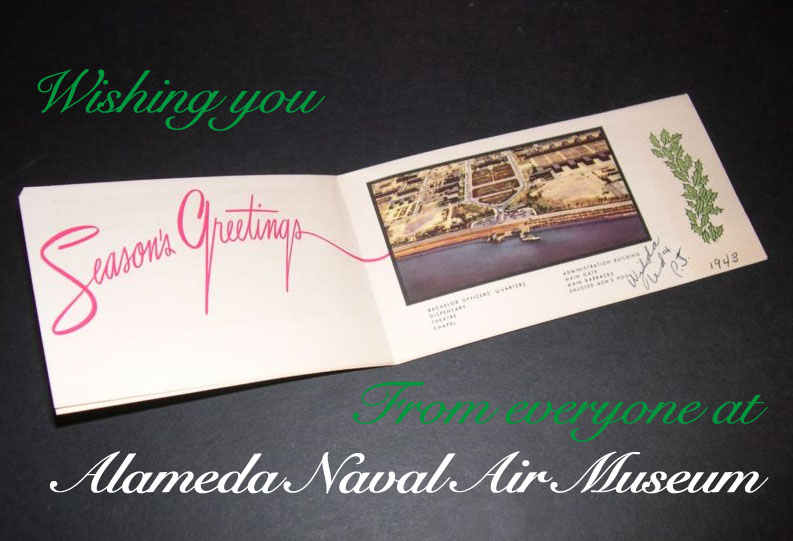 Wishing you
Season's Greetings
BACHELOR OFFICERS' QUARTERS
DISPENSARY
THEATRE
CHAPEL
ADMINISTRATION BUILDING
MAIN GATE
MAIN BARRACKS
ENLISTED MEN'S
Wilda
P.J.
1943
From everyone at
Alameda Naval Air Museum